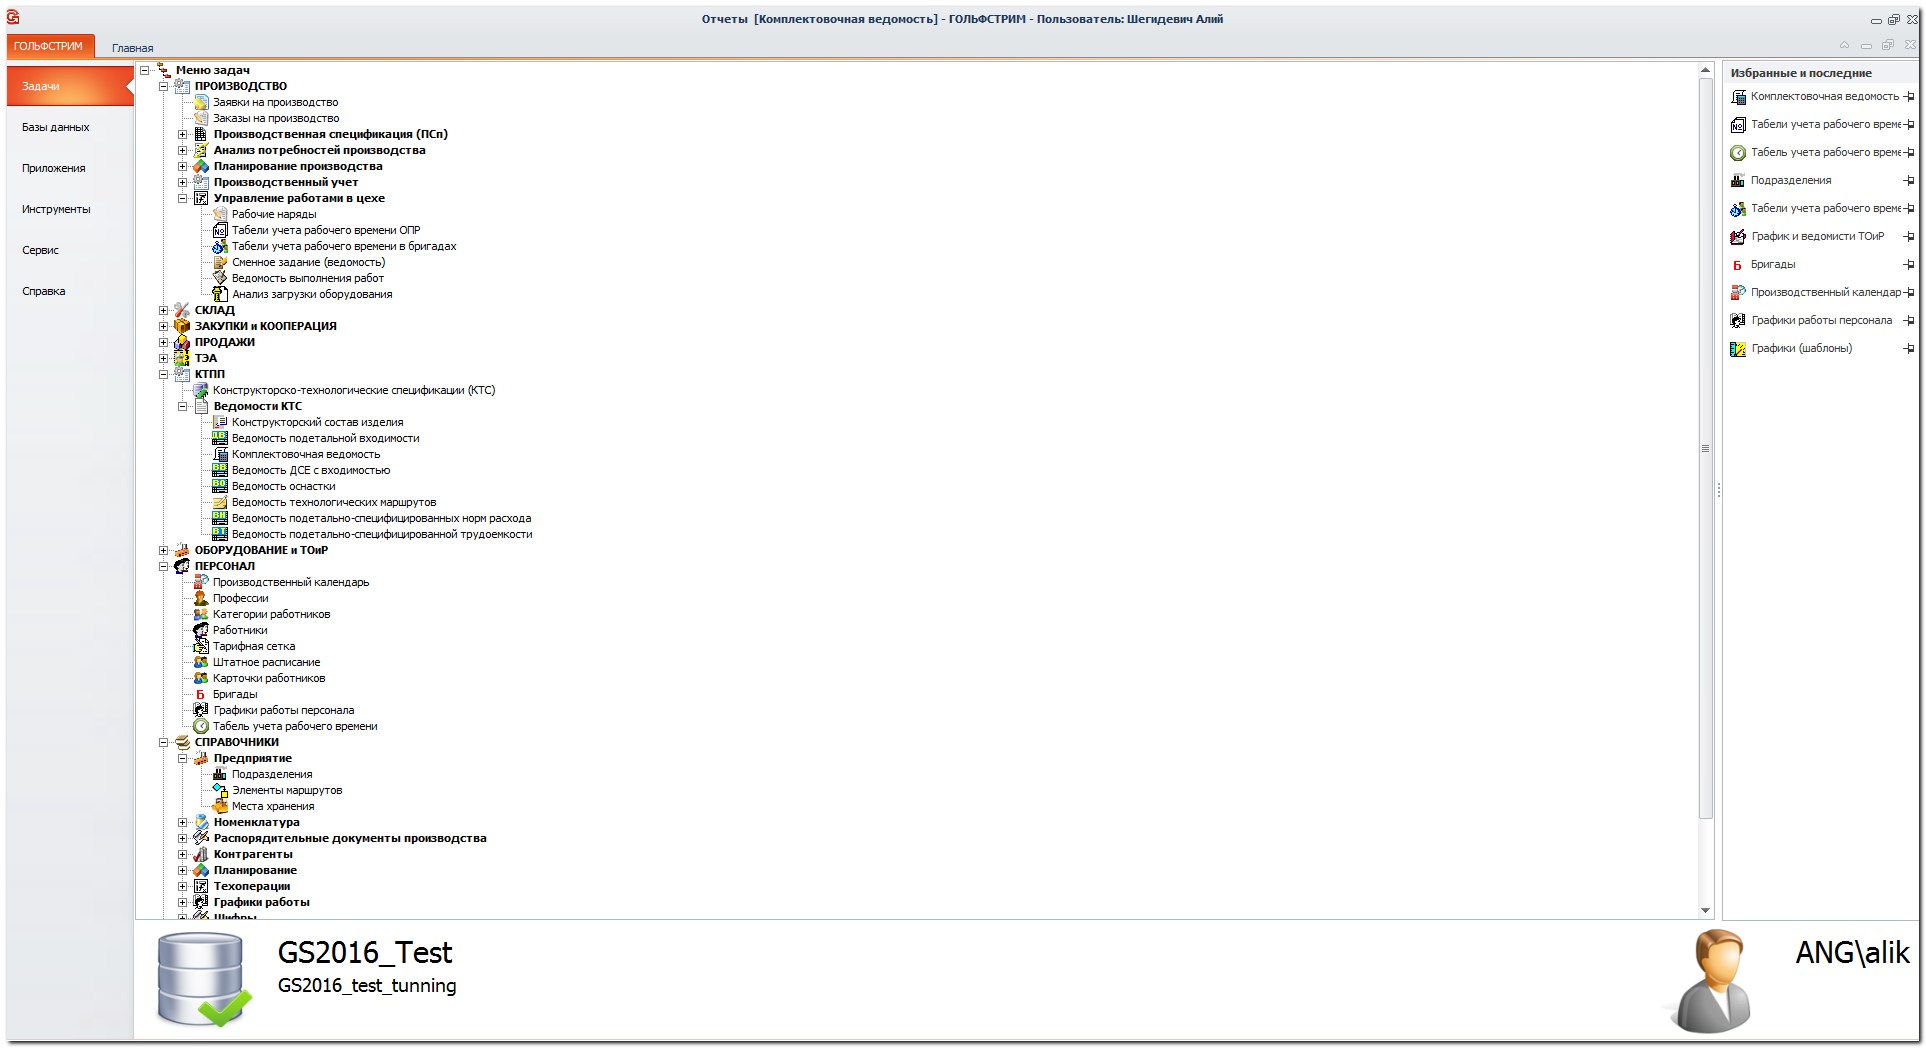 Отчеты [Комплектовочная ведомость] - ГОЛЬФСТРИМ - Пользователь: Шегидевич Алий
ГОЛЬФСТРИМ
Главная
Задачи
Базы данных
Приложения
Инструменты
Сервис
Справка
Меню задач
ПРОИЗВОДСТВО
Заявки на производство
Заказы на производство
Производственная спецификация (ПСп)
Анализ потребностей производства
Планирование производства
Производственный учет
Управление работами в цехе
Рабочие наряды
Табели учета рабочего времени ОПР
Табели учета рабочего времени в бригадах
Сменное задание (ведомость)
Ведомость выполнения работ
Анализ загрузки оборудования
СКЛАД
ЗАКУПКИ и КООПЕРАЦИЯ
ПРОДАЖИ
ТЭА
КТПП
Конструкторско-технологические спецификации (КТС)
Ведомости КТС
Конструкторский состав изделия
Ведомость подетальной входимости
Комплектовочная ведомость
Ведомость ДСЕ с входимостью
Ведомость оснастки
Ведомость технологических маршрутов
Ведомость подетально-специфицированных норм расхода
Ведомость подетально-специфицированной трудоемкости
ОБОРУДОВАНИЕ и ТОиР
ПЕРСОНАЛ
Производственный календарь
Профессии
Категории работников
Работники
Тарифная сетка
Штатное расписание
Карточки работников
Б Бригады
Графики работы персонала
Табель учета рабочего времени
СПРАВОЧНИКИ
Предприятие
Подразделения
Элементы маршрутов
Места хранения
Номенклатура
Распорядительные документы производства
Контрагенты
Планирование
Техоперации
Графики работы
Шифры
Избранные и последние
Комплектовочная ведомость
Табели учета рабочего време
Табель учета рабочего време
Подразделения
Табели учета рабочего време
График и ведомисти ТОиР
Б Бригады
Производственный календар
Графики работы персонала
Графики (шаблоны)
GS2016_Test
GS2016_test_tunning
ANG\alik